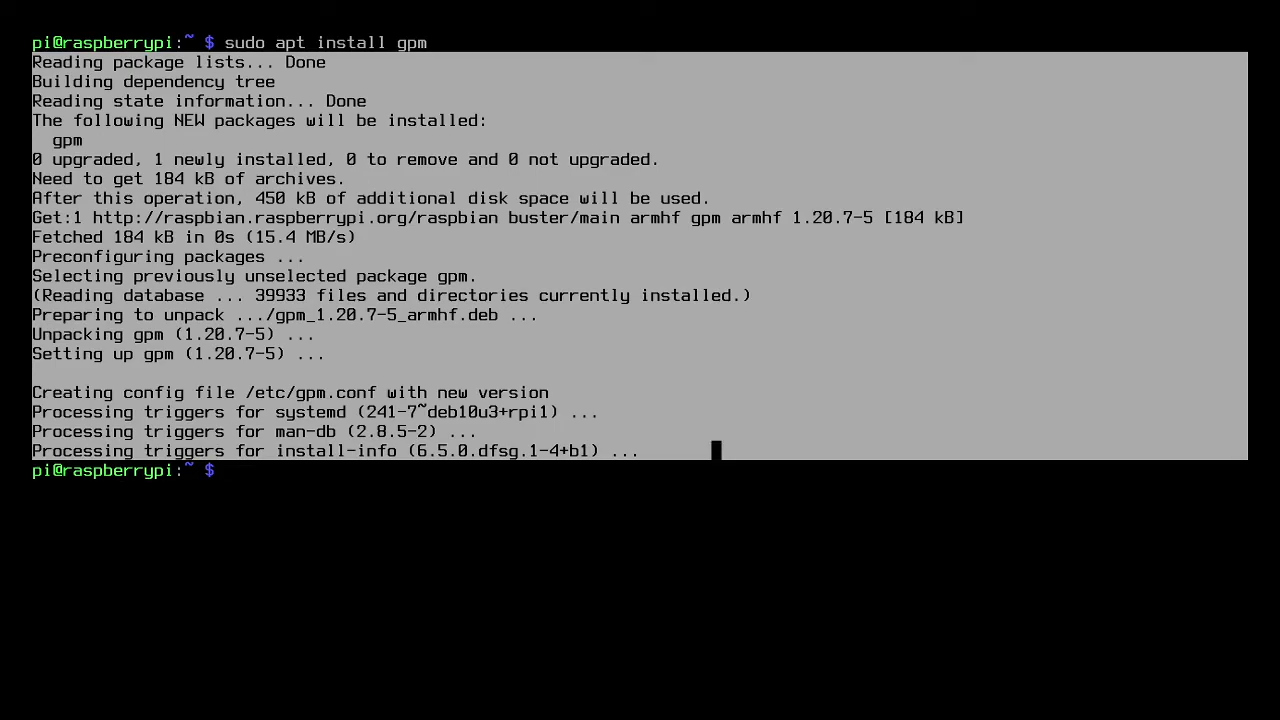 pi@raspberrypi:~ $ sudo apt install gpm
Reading package lists... Done
Building dependency tree
Reading state information... Done
The following NEW packages will be installed:
  gpm
0 upgraded, 1 newly installed, 0 to remove and 0 not upgraded.
Need to get 184 kB of archives.
After this operation, 450 kB of additional disk space will be used.
Get:1 http://raspbian.raspberrypi.org/raspbian buster/main armhf gpm armhf 1.20.7-5 [184 kB]
Fetched 184 kB in 0s (15.4 MB/s)
Preconfiguring packages ...
Selecting previously unselected package gpm.
(Reading database ... 39933 files and directories currently installed.)
Preparing to unpack .../gpm_1.20.7-5_armhf.deb ...
Unpacking gpm (1.20.7-5) ...
Setting up gpm (1.20.7-5) ...

Creating config file /etc/gpm.conf with new version
Processing triggers for systemd (241-7~deb10u3+rpi1) ...
Processing triggers for man-db (2.8.5-2) ...
Processing triggers for install-info (6.5.0.dfsg.1-4+b1) ...
pi@raspberrypi:~ $